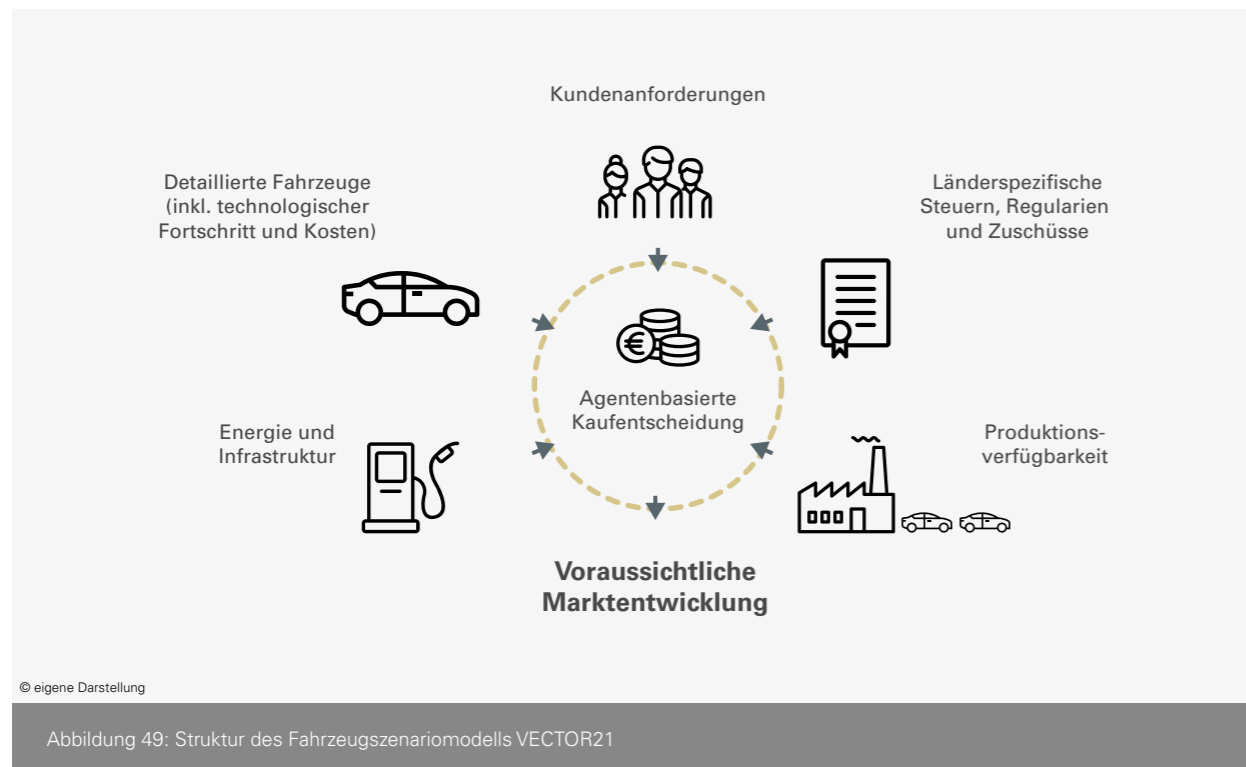 Kundenanforderungen
Detaillierte Fahrzeuge
(inkl. technologischer
Fortschritt und Kosten)
Länderspezifische
Steuern, Regularien
und Zuschüsse
€
Agentenbasierte
Kaufentscheidung
Energie und
Infrastruktur
Produktions-
verfügbarkeit
Voraussichtliche
Marktentwicklung
© eigene Darstellung
Abbildung 49: Struktur des Fahrzeugszenariomodells VECTOR21